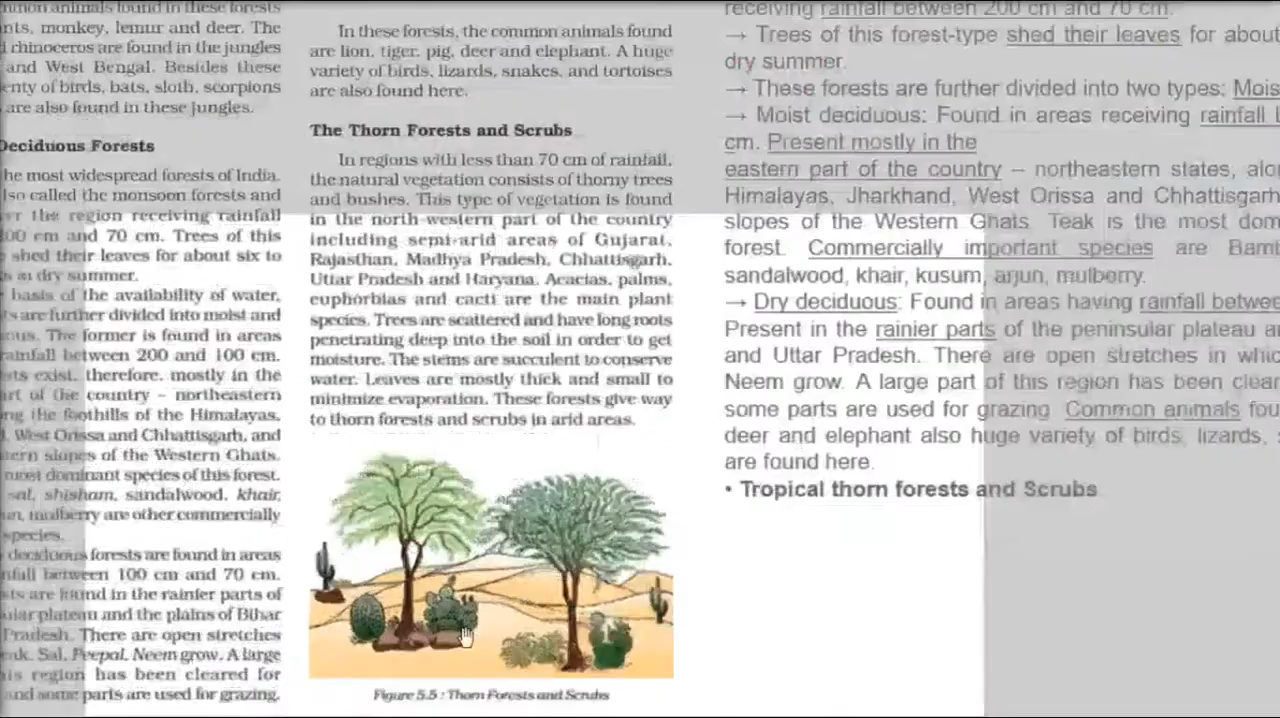 mmon animals found in these forests
nts, monkey, lemur and deer. The
d rhinoceros are found in the jungles
and West Bengal. Besides these
enty of birds, bats, sloth, scorpions
are also found in these jungles.
Deciduous Forests
he most widespread forests of India.
lso called the monsoon forests and
er the region receiving rainfall
00 cm and 70 cm. Trees of this
shed their leaves for about six to
s in dry summer.
basis of the availability of water,
ts are further divided into moist and
ous. The former is found in areas
rainfall between 200 and 100 cm.
sts exist, therefore, mostly in the
rt of the country – northeastern
ng the foothills of the Himalayas,
West Orissa and Chhattisgarh, and
tern slopes of the Western Ghats.
most dominant species of this forest.
sal, shisham, sandalwood, khair,
un, mulberry are other commercially
species.
deciduous forests are found in areas
nfall between 100 cm and 70 cm.
sts are found in the rainier parts of
ular plateau and the plains of Bihar
Pradesh. There are open stretches
eak, Sal, Peepal, Neem grow. A large
his region has been cleared for
and some parts are used for grazing.
In these forests, the common animals found
are lion, tiger, pig, deer and elephant. A huge
variety of birds, lizards, snakes, and tortoises
are also found here.
The Thorn Forests and Scrubs
In regions with less than 70 cm of rainfall,
the natural vegetation consists of thorny trees
and bushes. This type of vegetation is found
in the north-western part of the country
including semi-arid areas of Gujarat,
Rajasthan, Madhya Pradesh, Chhattisgarh,
Uttar Pradesh and Haryana. Acacias, palms,
euphorbias and cacti are the main plant
species. Trees are scattered and have long roots
penetrating deep into the soil in order to get
moisture. The stems are succulent to conserve
water. Leaves are mostly thick and small to
minimize evaporation. These forests give way
to thorn forests and scrubs in arid areas.
Figure 5.5 : Thorn Forests and Scrubs
receiving rainfall between 200 cm and 70 cm.
→ Trees of this forest-type shed their leaves for about
dry summer.
→ These forests are further divided into two types: Mois
→ Moist deciduous: Found in areas receiving rainfall
cm. Present mostly in the
eastern part of the country – northeastern states, alo
Himalayas, Jharkhand, West Orissa and Chhattisgarh
slopes of the Western Ghats. Teak is the most dom
forest. Commercially important species are Bam
sandalwood, khair, kusum, arjun, mulberry.
→ Dry deciduous: Found in areas having rainfall betwee
Present in the rainier parts of the peninsular plateau a
and Uttar Pradesh. There are open stretches in whic
Neem grow. A large part of this region has been clear
some parts are used for grazing. Common animals fou
deer and elephant also huge variety of birds, lizards,
are found here.
• Tropical thorn forests and Scrubs